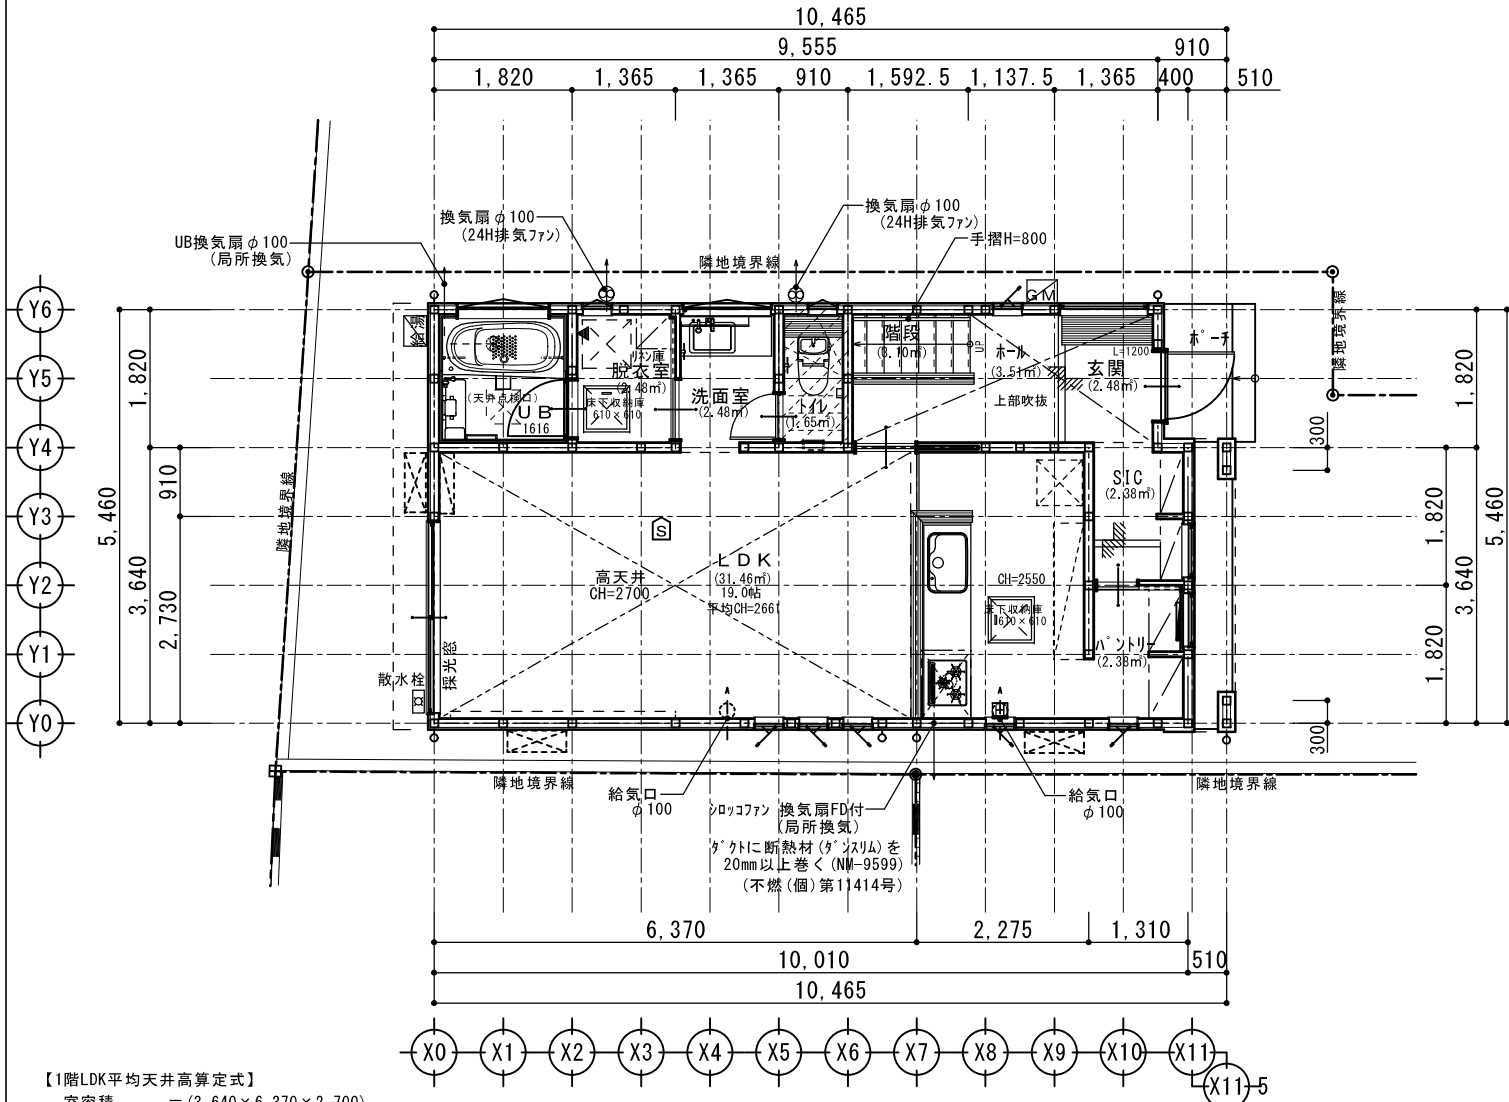 10,465
9,555
910
1,820
1,365
1,365
910
1,592.5
1,137.5
1,365
400
510
換気扇φ100
(24H排気ファン)
換気扇φ100
(24H排気ファン)
UB換気扇φ100
(局所換気)
手摺H=800
隣地境界線
隣地境界線
隣地境界線
Y6
Y5
Y4
Y3
Y2
Y1
Y0
5,460
1,820
3,640
910
2,730
給湯
GM
リネン庫
脱衣室
(2.48㎡)
床下収納庫
610×610
(天井点検口)
UB
1616
洗面室
(2.48㎡)
トイレ
(1.65㎡)
階段
(3.10㎡)
UP
ホール
(3.51㎡)
上部吹抜
L=1200
玄関
(2.48㎡)
ポーチ
SIC
(2.38㎡)
S
LDK
(31.46㎡)
19.0帖
平均CH=2661
高天井
CH=2700
CH=2550
床下収納庫
610×610
パントリー
(2.38㎡)
散水栓
採光窓
1,820
300
1,820
1,820
300
1,820
3,640
5,460
隣地境界線
隣地境界線
給気口
φ100
シロッコファン 換気扇FD付
(局所換気)
ダクトに断熱材(ダンスリム)を
20mm以上巻く(NM-9599)
(不燃(個)第11414号)
給気口
φ100
6,370
2,275
1,310
10,010
510
10,465
X0
X1
X2
X3
X4
X5
X6
X7
X8
X9
X10
X11
X11.5
【1階LDK平均天井高算定式】
室容積 =(3.640×6.370×2.700)